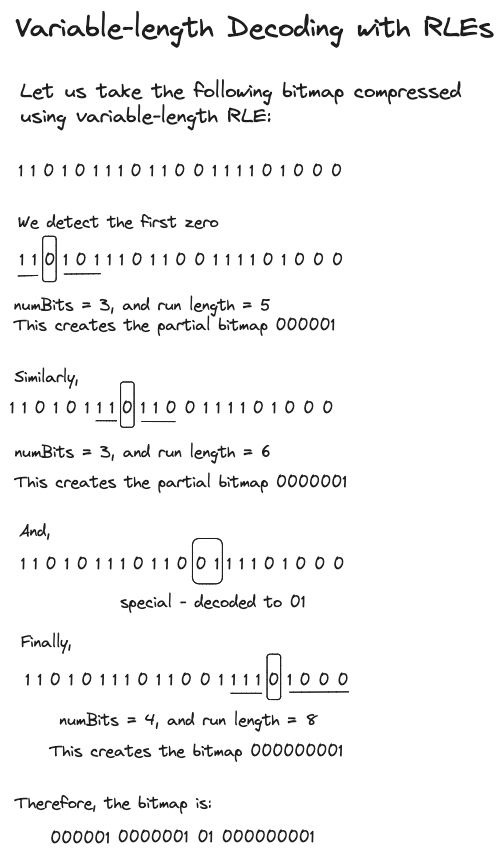 Variable-length Decoding with RLEs
Let us take the following bitmap compressed
using variable-length RLE:
1 1 0 1 0 1 1 1 0 1 1 0 0 1 1 1 1 0 1 0 0 0
We detect the first zero
1 1 0 1 0 1 1 1 0 1 1 0 0 1 1 1 1 0 1 0 0 0
numBits = 3, and run length = 5
This creates the partial bitmap 000001
Similarly,
1 1 0 1 0 1 1 1 0 1 1 0 0 1 1 1 1 0 1 0 0 0
numBits = 3, and run length = 6
This creates the partial bitmap 0000001
And,
1 1 0 1 0 1 1 1 0 1 1 0 0 1 1 1 1 0 1 0 0 0
special - decoded to 01
Finally,
1 1 0 1 0 1 1 1 0 1 1 0 0 1 1 1 1 0 1 0 0 0
numBits = 4, and run length = 8
This creates the bitmap 000000001
Therefore, the bitmap is:
000001 0000001 01 000000001